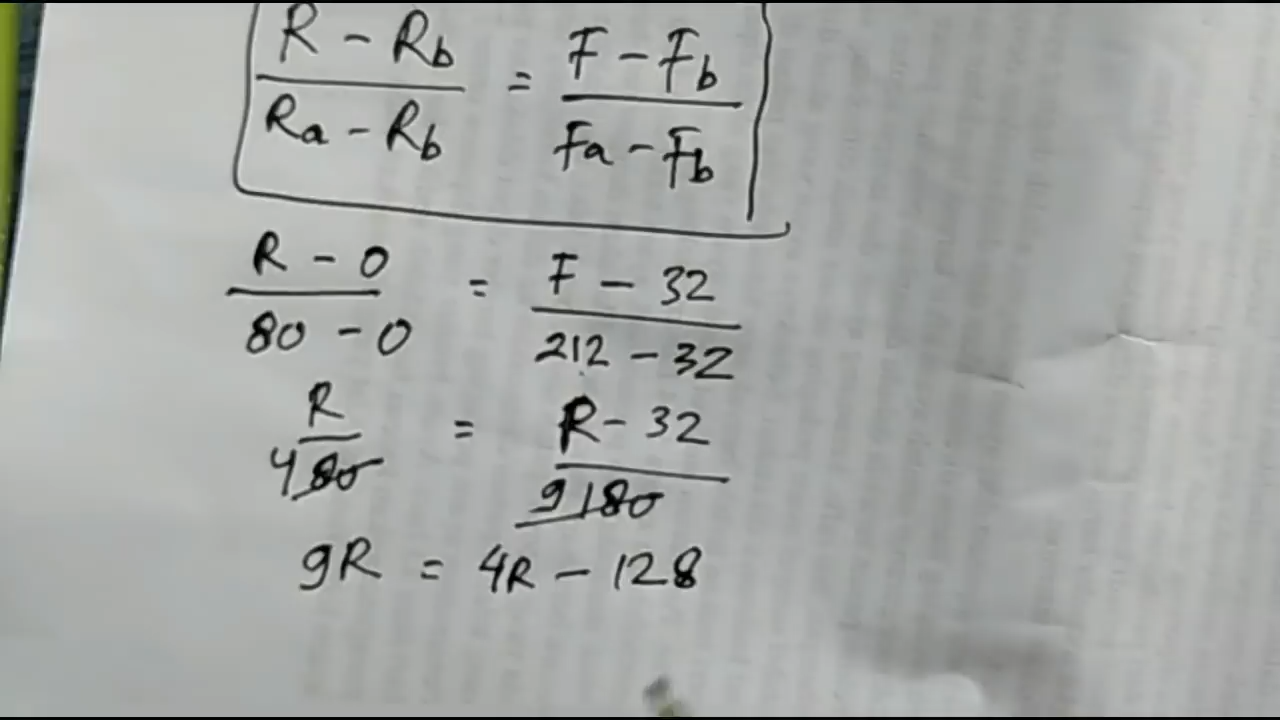 R - Rb / Ra - Rb = F - Fb / Fa - Fb
R - 0 / 80 - 0 = F - 32 / 212 - 32
R / 4 80 = R - 32 / 9 180
9R = 4R - 128